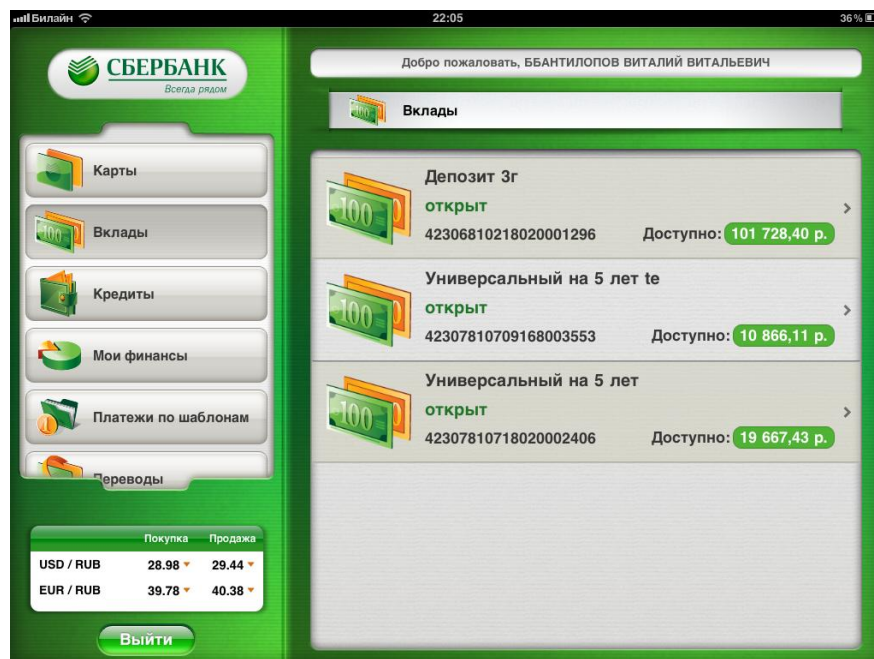 Билайн 22:05 36%
СБЕРБАНК
Всегда рядом
Карты
Вклады
Кредиты
Мои финансы
Платежи по шаблонам
Переводы
Покупка Продажа
USD / RUB 28.98 29.44
EUR / RUB 39.78 40.38
Выйти
Добро пожаловать, ББАНТИЛОПОВ ВИТАЛИЙ ВИТАЛЬЕВИЧ
Вклады
100
Депозит 3г
открыт
42306810218020001296 Доступно: 101 728,40 р.
100
Универсальный на 5 лет te
открыт
42307810709168003553 Доступно: 10 866,11 р.
100
Универсальный на 5 лет
открыт
42307810718020002406 Доступно: 19 667,43 р.